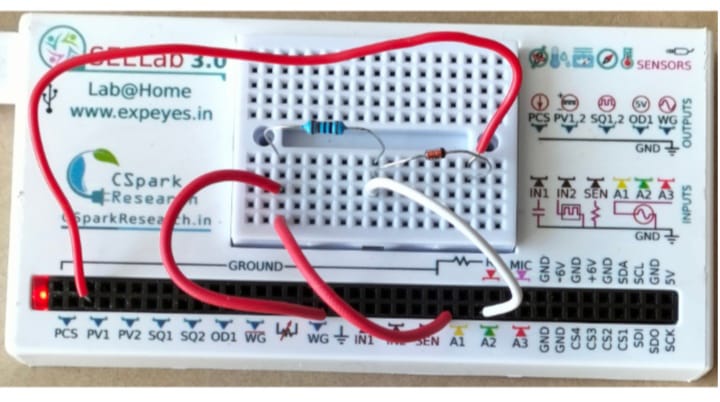 SEELab 3.0
Lab@Home
www.expeyes.in
CSpark
Research
CSparkResearch.in
SENSORS
PCS PV1,2 SQ1,2 OD1 WG
5V
OUTPUTS
GND
IN1 IN2 SEN A1 A2 A3
INPUTS
GND
GROUND
MIC
GND -6V GND +6V GND SDA SCL GND 5V
PCS PV1 PV2 SQ1 SQ2 OD1 WG WG IN1 SEN A1 A2 A3
GND GND CS4 CS3 CS2 CS1 SDI SDO SCK